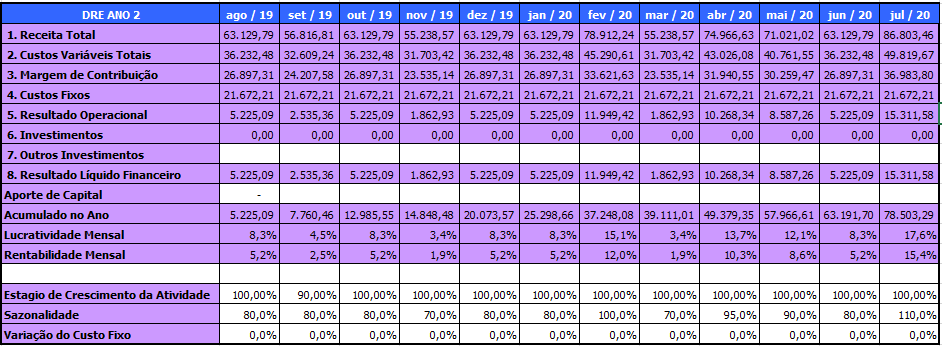 DRE ANO 2 ago / 19 set / 19 out / 19 nov / 19 dez / 19 jan / 20 fev / 20 mar / 20 abr / 20 mai / 20 jun / 20 jul / 20
1. Receita Total 63.129,79 56.816,81 63.129,79 55.238,57 63.129,79 63.129,79 78.912,24 55.238,57 74.966,63 71.021,02 63.129,79 86.803,46
2. Custos Variáveis Totais 36.232,48 32.609,24 36.232,48 31.703,42 36.232,48 36.232,48 45.290,61 31.703,42 43.026,08 40.761,55 36.232,48 49.819,67
3. Margem de Contribuição 26.897,31 24.207,58 26.897,31 23.535,14 26.897,31 26.897,31 33.621,63 23.535,14 31.940,55 30.259,47 26.897,31 36.983,80
4. Custos Fixos 21.672,21 21.672,21 21.672,21 21.672,21 21.672,21 21.672,21 21.672,21 21.672,21 21.672,21 21.672,21 21.672,21 21.672,21
5. Resultado Operacional 5.225,09 2.535,36 5.225,09 1.862,93 5.225,09 5.225,09 11.949,42 1.862,93 10.268,34 8.587,26 5.225,09 15.311,58
6. Investimentos 0,00 0,00 0,00 0,00 0,00 0,00 0,00 0,00 0,00 0,00 0,00 0,00
7. Outros Investimentos
8. Resultado Líquido Financeiro 5.225,09 2.535,36 5.225,09 1.862,93 5.225,09 5.225,09 11.949,42 1.862,93 10.268,34 8.587,26 5.225,09 15.311,58
Aporte de Capital -
Acumulado no Ano 5.225,09 7.760,46 12.985,55 14.848,48 20.073,57 25.298,66 37.248,08 39.111,01 49.379,35 57.966,61 63.191,70 78.503,29
Lucratividade Mensal 8,3% 4,5% 8,3% 3,4% 8,3% 8,3% 15,1% 3,4% 13,7% 12,1% 8,3% 17,6%
Rentabilidade Mensal 5,2% 2,5% 5,2% 1,9% 5,2% 5,2% 12,0% 1,9% 10,3% 8,6% 5,2% 15,4%
Estagio de Crescimento da Atividade 100,00% 90,00% 100,00% 100,00% 100,00% 100,00% 100,00% 100,00% 100,00% 100,00% 100,00% 100,00%
Sazonalidade 80,0% 80,0% 80,0% 70,0% 80,0% 80,0% 100,0% 70,0% 95,0% 90,0% 80,0% 110,0%
Variação do Custo Fixo 0,0% 0,0% 0,0% 0,0% 0,0% 0,0% 0,0% 0,0% 0,0% 0,0% 0,0% 0,0%